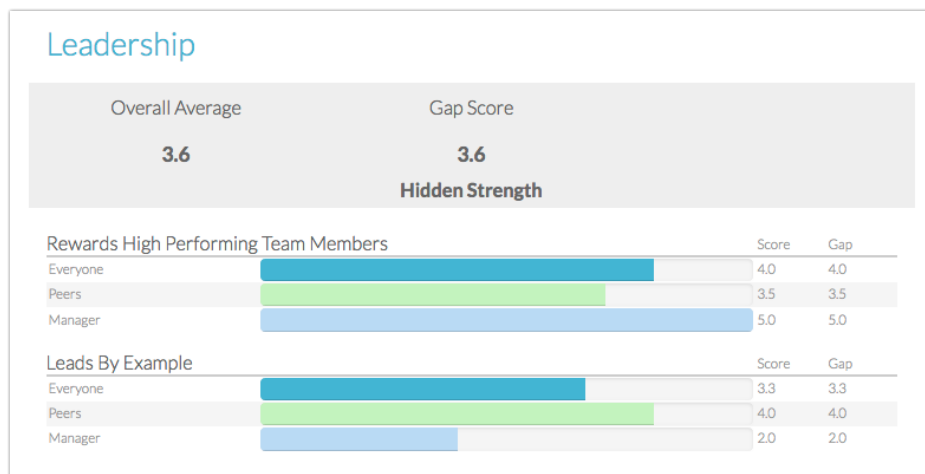 Leadership
Overall Average Gap Score
3.6 3.6
Hidden Strength
Rewards High Performing Team Members Score Gap
Everyone 4.0 4.0
Peers 3.5 3.5
Manager 5.0 5.0
Leads By Example Score Gap
Everyone 3.3 3.3
Peers 4.0 4.0
Manager 2.0 2.0